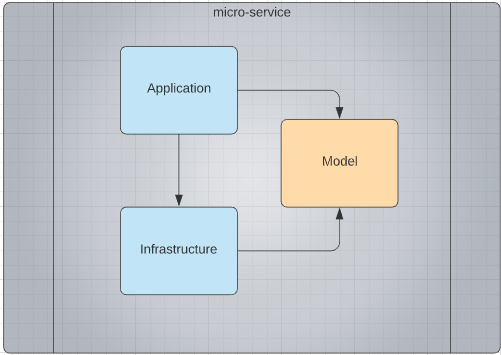 micro-service
Application
Model
Infrastructure